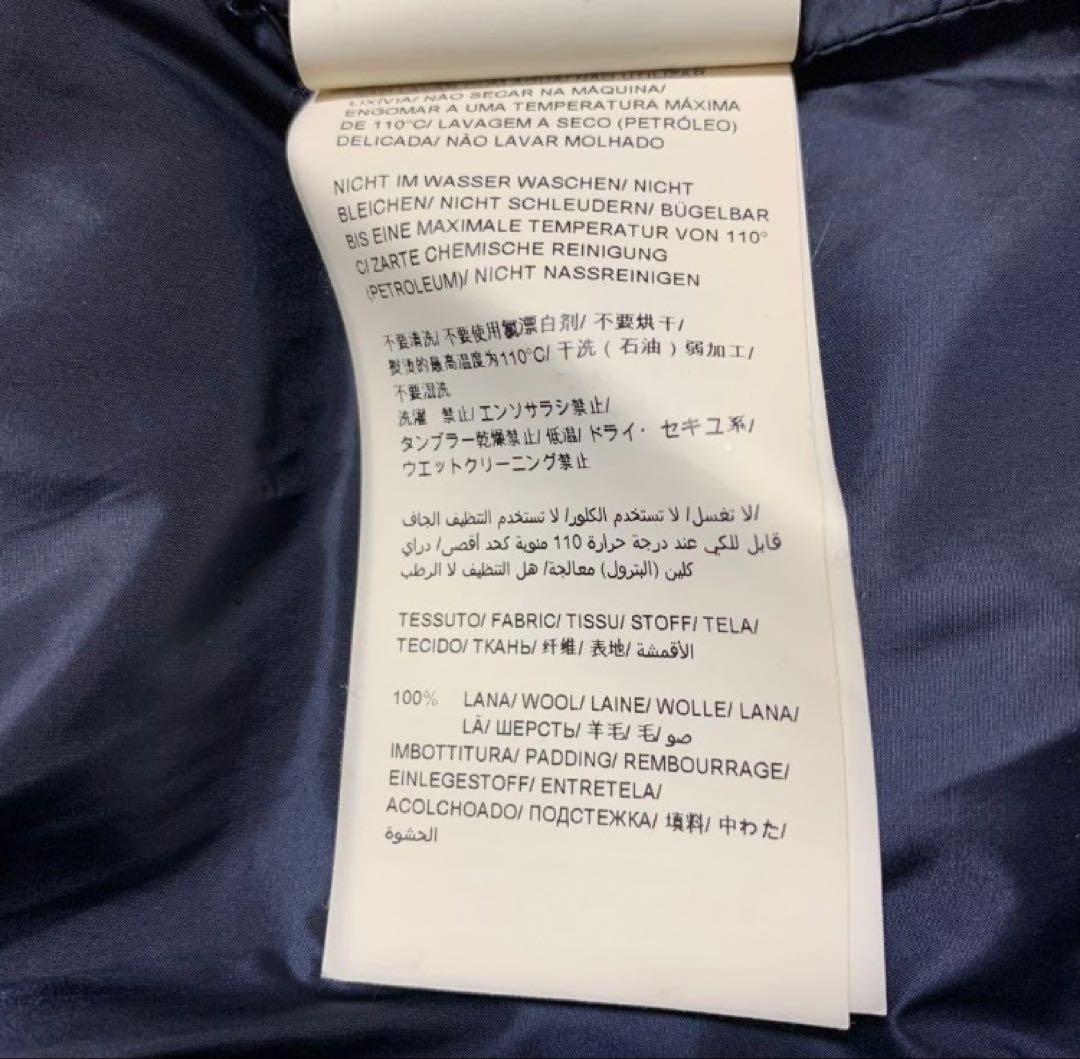 LIXÍVIA/ NÃO SECAR NA MÁQUINA/
ENGOMAR A UMA TEMPERATURA MÁXIMA
DE 110°C/ LAVAGEM A SECO (PETRÓLEO)
DELICADA/ NÃO LAVAR MOLHADO
NICHT IM WASSER WASCHEN/ NICHT
BLEICHEN/ NICHT SCHLEUDERN/ BÜGELBAR
BIS EINE MAXIMALE TEMPERATUR VON 110°
C/ ZARTE CHEMISCHE REINIGUNG
(PETROLEUM)/ NICHT NASSREINIGEN
不要清洗/ 不要使用氯漂白剂/ 不要烘干/
熨烫的最高温度为110°C/ 干洗 ( 石油 ) 弱加工/
不要湿洗
洗濯 禁止/ エンソサラシ禁止/
タンブラー乾燥禁止/ 低温/ ドライ・ セキユ系/
ウエットクリーニング禁止
لا تغسل/ لا تستخدم الكلور/ لا تستخدم التنظيف الجاف/
قابل للكي عند درجة حرارة 110 مئوية كحد أقصى/ دراي
كلين (البترول) معالجة/ هل التنظيف لا الرطب
TESSUTO/ FABRIC/ TISSU/ STOFF/ TELA/
TECIDO/ ТКАНЬ/ 纤维/ 表地/ الأقمشة
100% LANA/ WOOL/ LAINE/ WOLLE/ LANA/
LÃ/ ШЕРСТЬ/ 羊毛/ 毛/ صو
IMBOTTITURA/ PADDING/ REMBOURRAGE/
EINLEGESTOFF/ ENTRETELA/
ACOLCHOADO/ ПОДСТЕЖКА/ 填料/ 中わた/
الحشوة